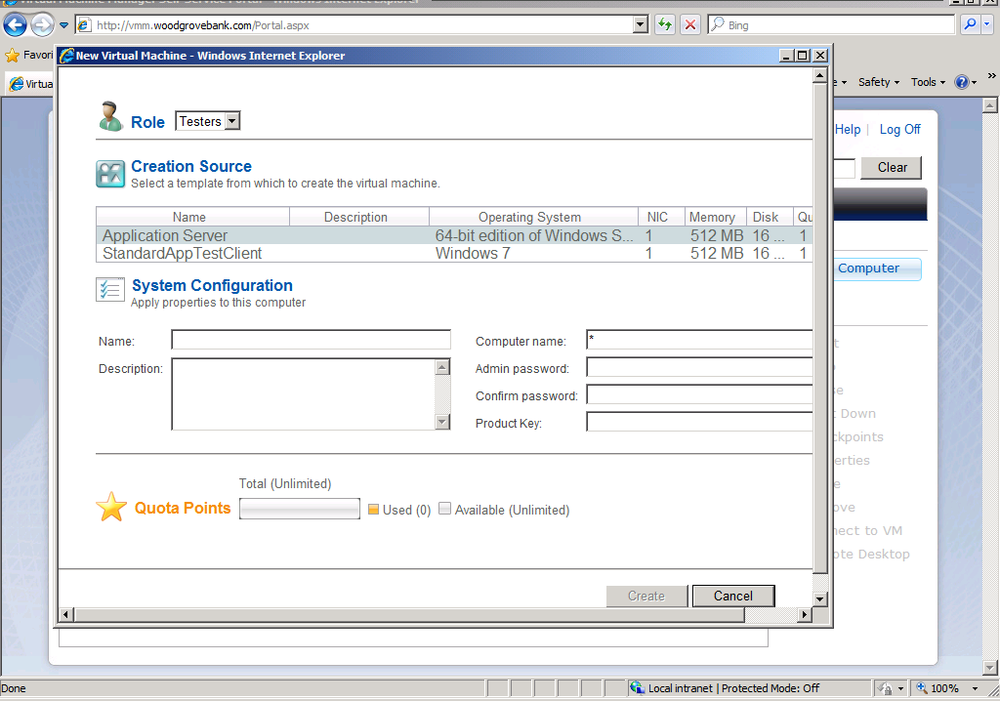 Virtual Machine Manager Self-Service Portal - Windows Internet Explorer
http://vmm.woodgrovebank.com/Portal.aspx
Bing
Favori
New Virtual Machine - Windows Internet Explorer
Virtua
Safety
Tools
Help | Log Off
Role
Testers
Clear
Creation Source
Select a template from which to create the virtual machine.
Name Description Operating System NIC Memory Disk Qu
Application Server 64-bit edition of Windows S... 1 512 MB 16 ... 1
StandardAppTestClient Windows 7 1 512 MB 16 ... 1
Computer
System Configuration
Apply properties to this computer
Name:
Computer name: *
Description:
Admin password:
Confirm password:
Product Key:
t Down
ckpoints
erties
e
ove
nect to VM
ote Desktop
Total (Unlimited)
Quota Points
Used (0)
Available (Unlimited)
Create
Cancel
Done
Local intranet | Protected Mode: Off
100%